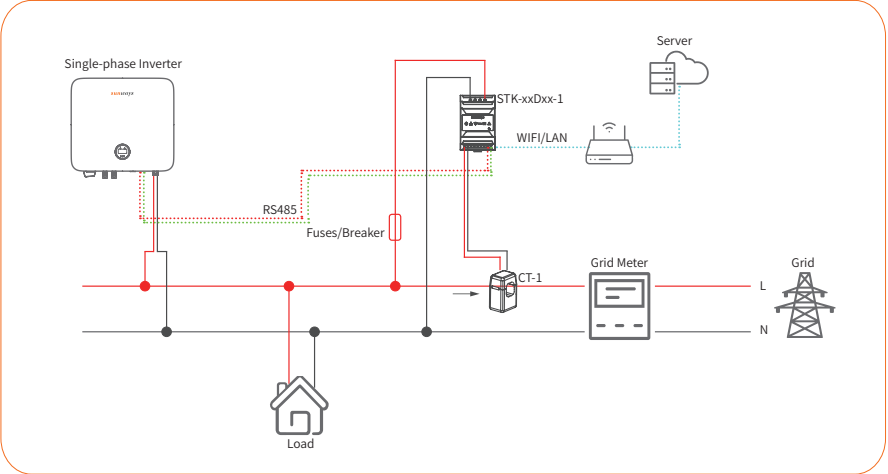 Server
Single-phase Inverter
STK-xxDxx-1
WIFI/LAN
RS485
Fuses/Breaker
CT-1
Grid Meter
Grid
L
N
Load